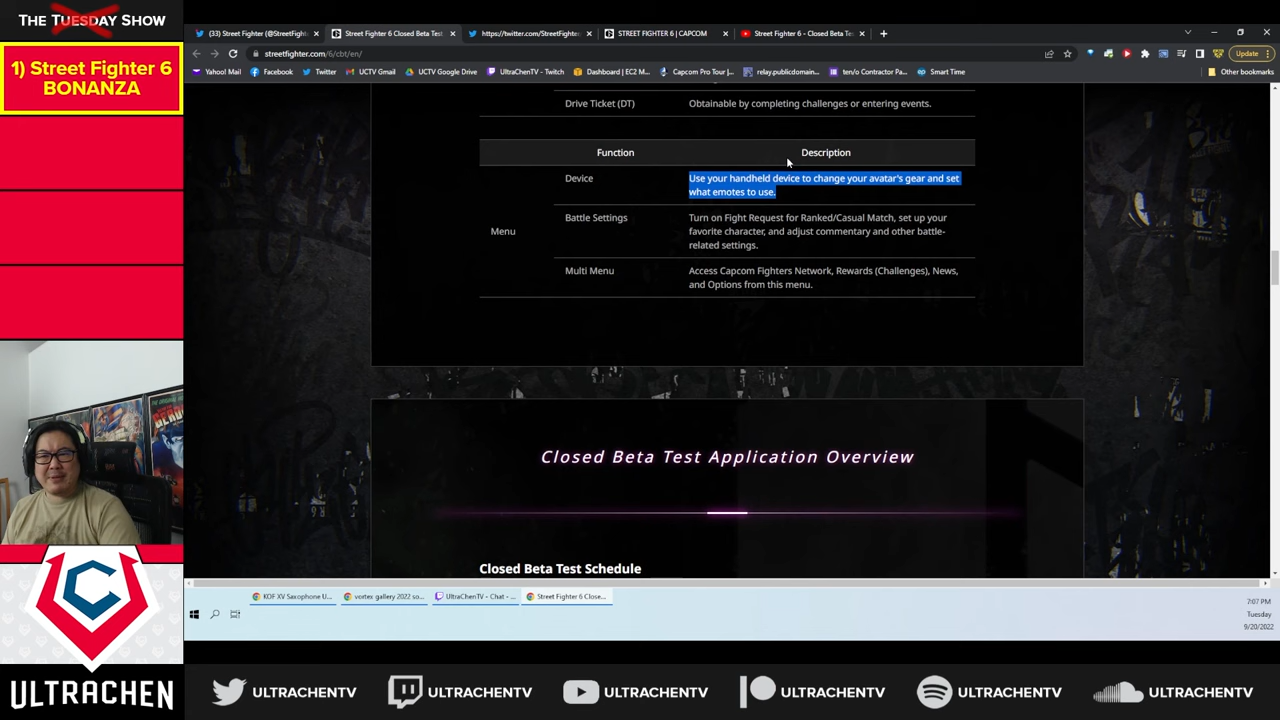 THE TUESDAY SHOW
1) Street Fighter 6
BONANZA
(33) Street Fighter (@StreetFight
Street Fighter 6 Closed Beta Test
https://twitter.com/StreetFighte
STREET FIGHTER 6 | CAPCOM
Street Fighter 6 - Closed Beta Te
streetfighter.com/6/cbt/en/
Update
Yahoo! Mail
Facebook
Twitter
UCTV Gmail
UCTV Google Drive
UltraChenTV - Twitch
Dashboard | EC2 M...
Capcom Pro Tour |...
relay.publicdomain...
ten/o Contractor Pa...
Smart Time
Other bookmarks
Drive Ticket (DT)
Obtainable by completing challenges or entering events.
Function
Description
Menu
Device
Use your handheld device to change your avatar's gear and set
what emotes to use.
Battle Settings
Turn on Fight Request for Ranked/Casual Match, set up your
favorite character, and adjust commentary and other battle-
related settings.
Multi Menu
Access Capcom Fighters Network, Rewards (Challenges), News,
and Options from this menu.
Closed Beta Test Application Overview
Closed Beta Test Schedule
KOF XV Saxophone U...
vortex gallery 2022 so...
UltraChenTV - Chat - ...
Street Fighter 6 Close...
7:07 PM
Tuesday
9/20/2022
ULTRACHEN
ULTRACHENTV
ULTRACHENTV
ULTRACHENTV
ULTRACHENTV
ULTRACHENTV
ULTRACHENTV